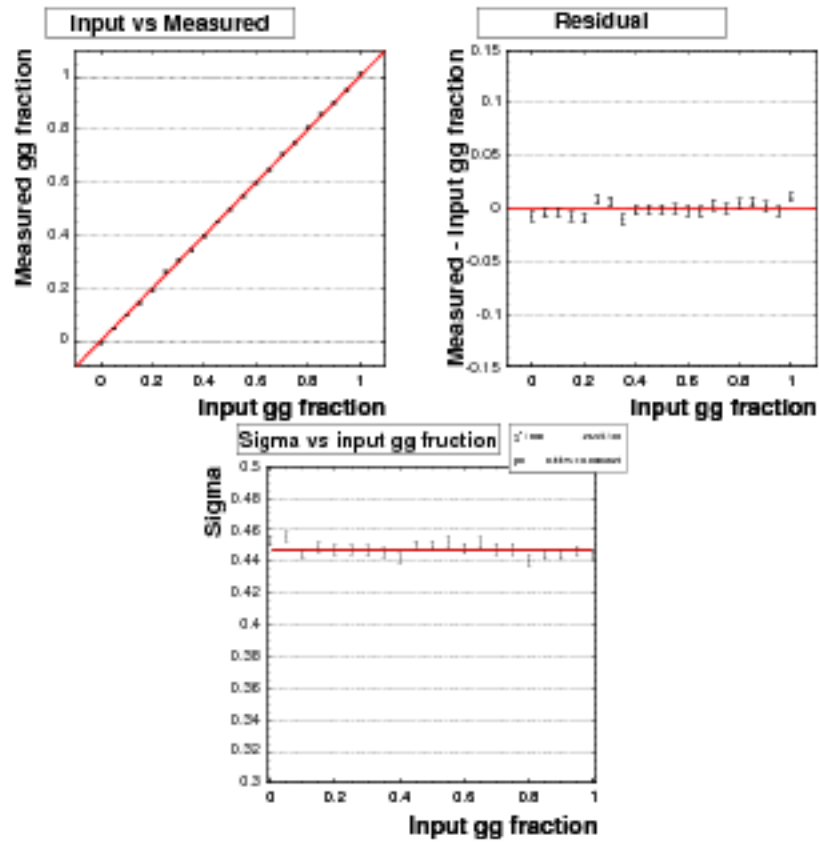 Input vs Measured
Measured gg fraction
1
0.8
0.6
0.4
0.2
0
0 0.2 0.4 0.6 0.8 1
Input gg fraction
Residual
Measured - Input gg fraction
0.15
0.1
0.05
0
-0.05
-0.1
-0.15
0 0.2 0.4 0.6 0.8 1
Input gg fraction
Sigma vs input gg fruction
Sigma
0.5
0.48
0.46
0.44
0.42
0.4
0.38
0.36
0.34
0.32
0.3
0 0.2 0.4 0.6 0.8 1
Input gg fraction